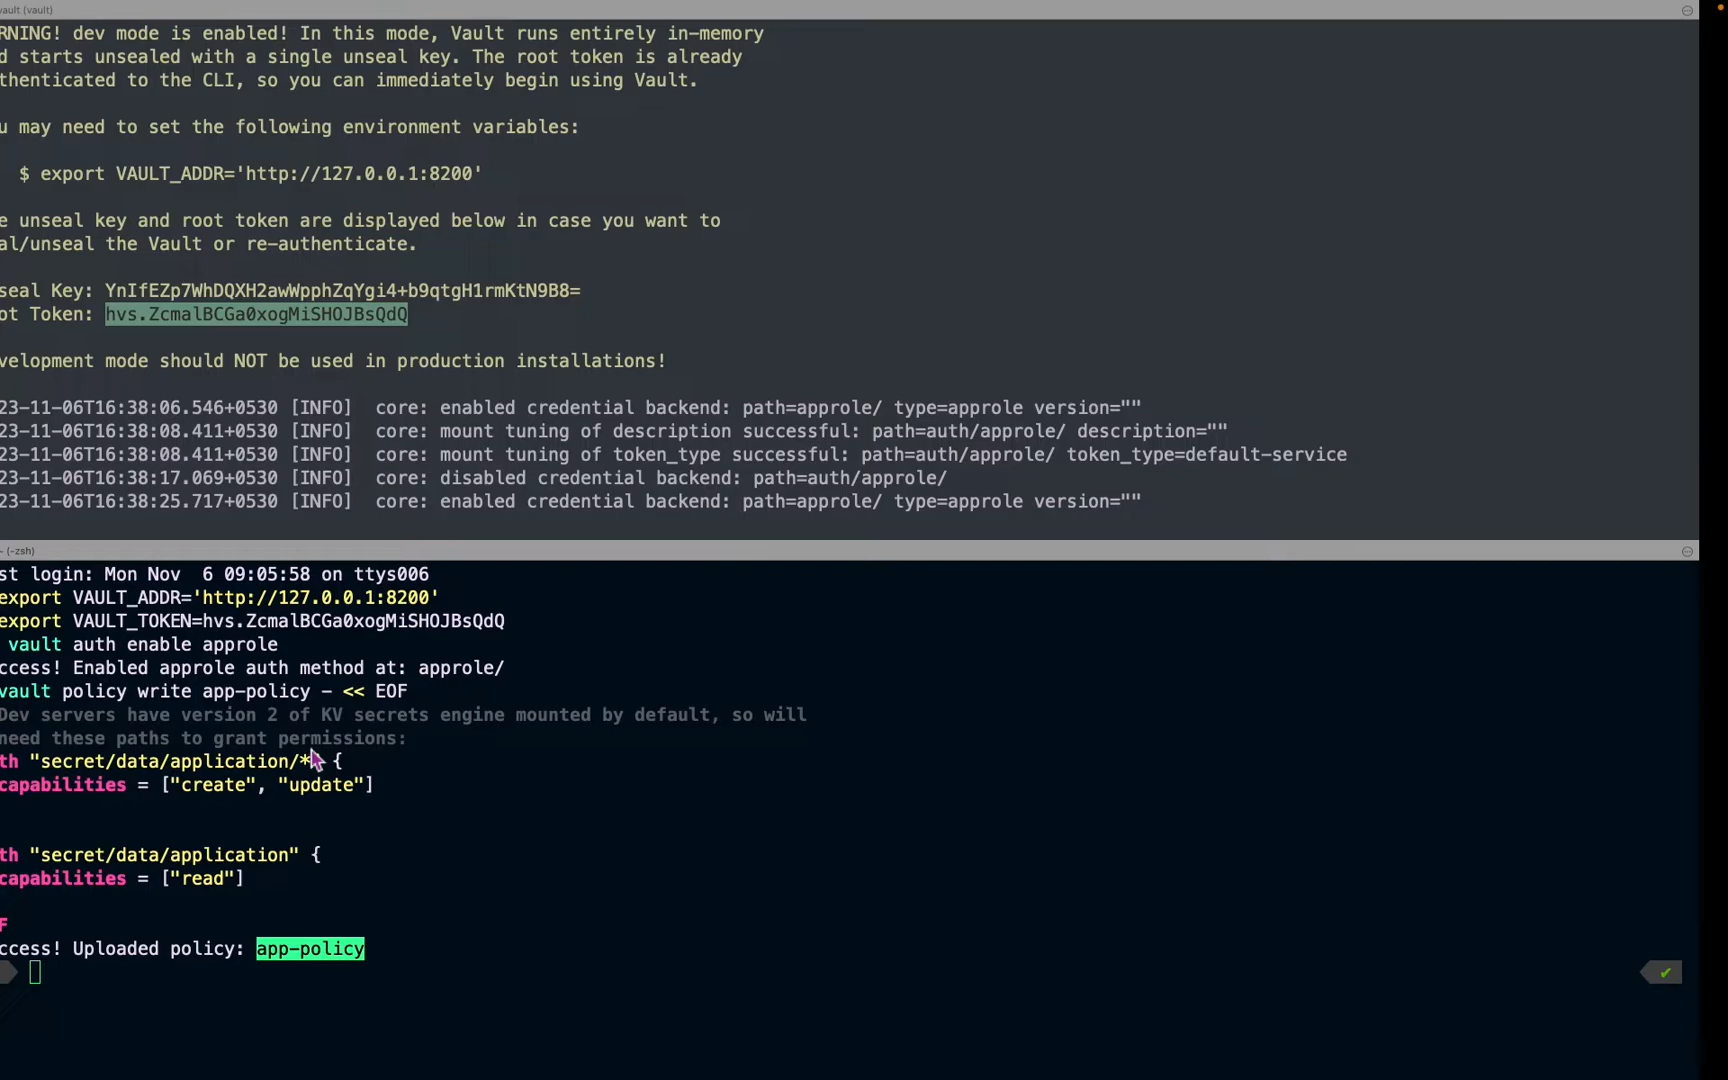 vault (vault)
RNING! dev mode is enabled! In this mode, Vault runs entirely in-memory
d starts unsealed with a single unseal key. The root token is already
thenticated to the CLI, so you can immediately begin using Vault.
u may need to set the following environment variables:
$ export VAULT_ADDR='http://127.0.0.1:8200'
e unseal key and root token are displayed below in case you want to
al/unseal the Vault or re-authenticate.
seal Key: YnIfEZp7WhDQXH2awWpphZqYgi4+b9qtgH1rmKtN9B8=
ot Token: hvs.ZcmalBCGa0xogMiSHOJBsQdQ
velopment mode should NOT be used in production installations!
23-11-06T16:38:06.546+0530 [INFO]  core: enabled credential backend: path=approle/ type=approle version=""
23-11-06T16:38:08.411+0530 [INFO]  core: mount tuning of description successful: path=auth/approle/ description=""
23-11-06T16:38:08.411+0530 [INFO]  core: mount tuning of token_type successful: path=auth/approle/ token_type=default-service
23-11-06T16:38:17.069+0530 [INFO]  core: disabled credential backend: path=auth/approle/
23-11-06T16:38:25.717+0530 [INFO]  core: enabled credential backend: path=approle/ type=approle version=""
~ (-zsh)
st login: Mon Nov  6 09:05:58 on ttys006
export VAULT_ADDR='http://127.0.0.1:8200'
export VAULT_TOKEN=hvs.ZcmalBCGa0xogMiSHOJBsQdQ
vault auth enable approle
ccess! Enabled approle auth method at: approle/
vault policy write app-policy - << EOF
Dev servers have version 2 of KV secrets engine mounted by default, so will
need these paths to grant permissions:
th "secret/data/application/*" {
capabilities = ["create", "update"]
th "secret/data/application" {
capabilities = ["read"]
F
ccess! Uploaded policy: app-policy